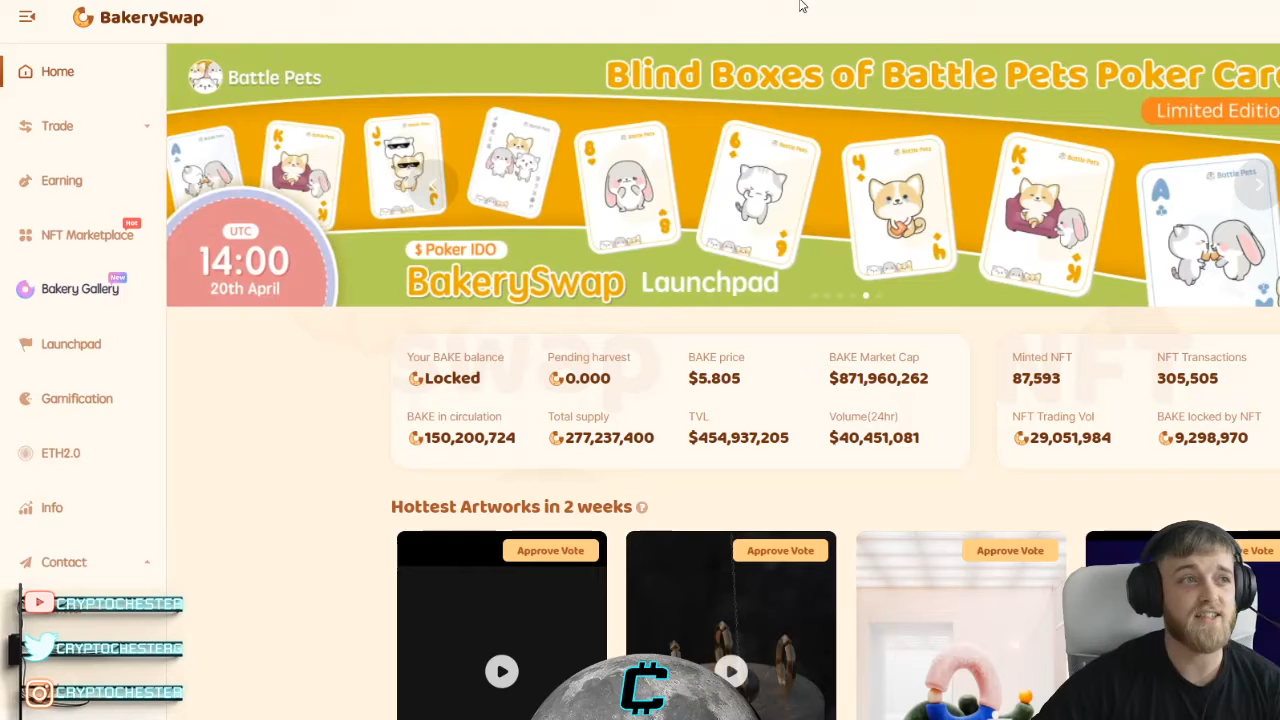 BakerySwap
Home
Trade
Earning
NFT Marketplace
Hot
Bakery Gallery
New
Launchpad
Gamification
ETH2.0
Info
Contact
CRYPTOCHESTER
CRYPTOCHESTERG
CRYPTOCHESTERG
Battle Pets
Blind Boxes of Battle Pets Poker Car
Limited Editio
UTC
14:00
20th April
$ Poker IDO
BakerySwap Launchpad
Your BAKE balance
Locked
Pending harvest
0.000
BAKE price
$5.805
BAKE Market Cap
$871,960,262
BAKE in circulation
150,200,724
Total supply
277,237,400
TVL
$454,937,205
Volume(24hr)
$40,451,081
Minted NFT
87,593
NFT Transactions
305,505
NFT Trading Vol
29,051,984
BAKE locked by NFT
9,298,970
Hottest Artworks in 2 weeks
Approve Vote
Approve Vote
Approve Vote
ve Vote